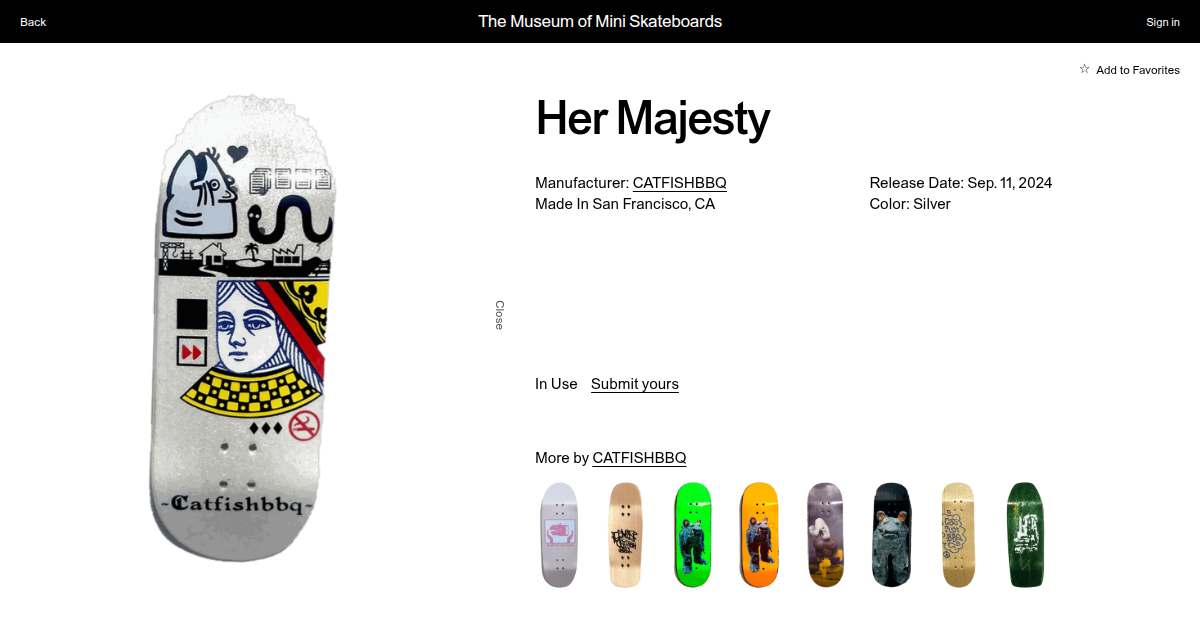 Back
The Museum of Mini Skateboards
Sign in
☆ Add to Favorites
Her Majesty
Manufacturer: CATFISHBBQ
Made In San Francisco, CA
Release Date: Sep. 11, 2024
Color: Silver
Close
In Use Submit yours
More by CATFISHBBQ
-Catfishbbq-